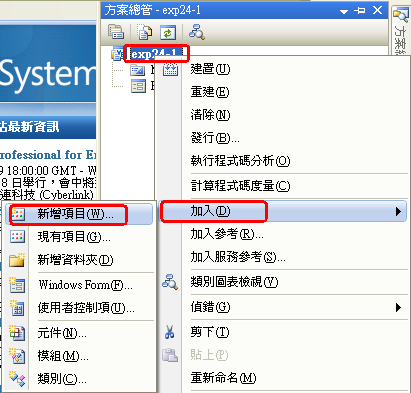 方案總管 - exp24-1
方案總
System
exp24-1
建置(U)
重建(E)
清除(N)
發行(B)...
執行程式碼分析(O)
計算程式碼度量(C)
加入(D)
加入參考(R)...
加入服務參考(S)...
類別圖表檢視(V)
偵錯(G)
剪下(T)
貼上(P)
重新命名(M)
站最新資訊
Professional for E
9 18:00:00 GMT - W
8 日舉行，會中將
連科技 (Cyberlink)
新增項目(W)...
現有項目(G)...
新增資料夾(D)
Windows Form(F)...
使用者控制項(U)...
元件(N)...
模組(M)...
類別(C)...